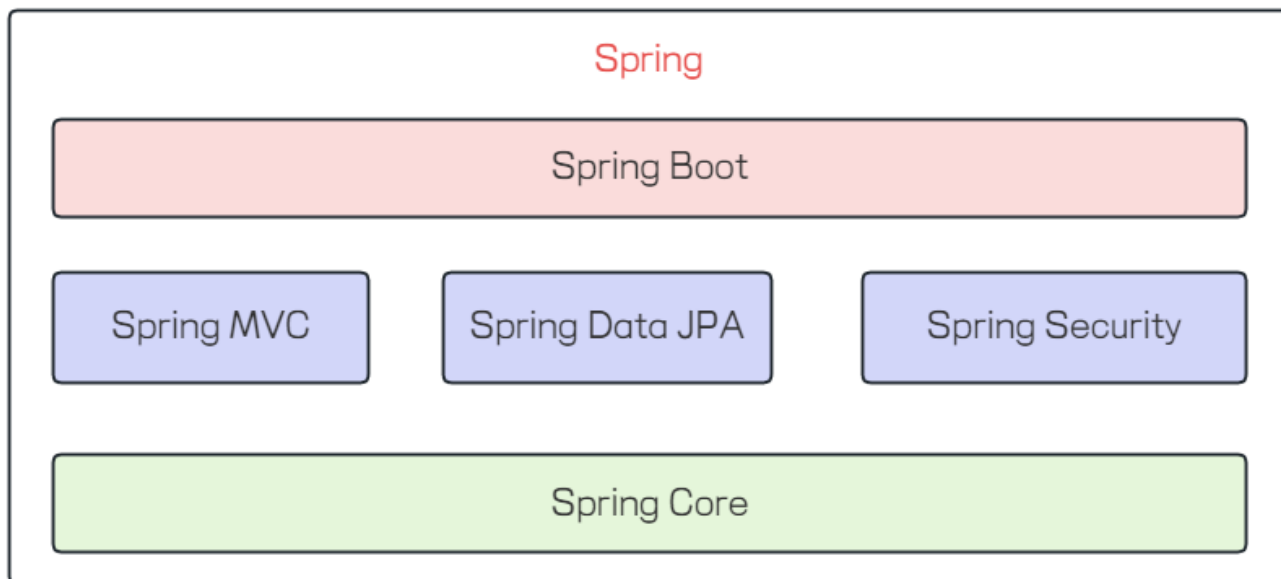 Spring
Spring Boot
Spring MVC
Spring Data JPA
Spring Security
Spring Core